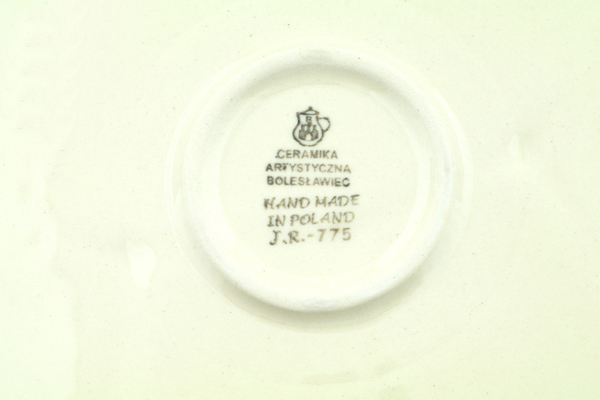 CERAMIKA
ARTYSTYCZNA
BOLESŁAWIEC
HAND MADE
IN POLAND
J.R.-775